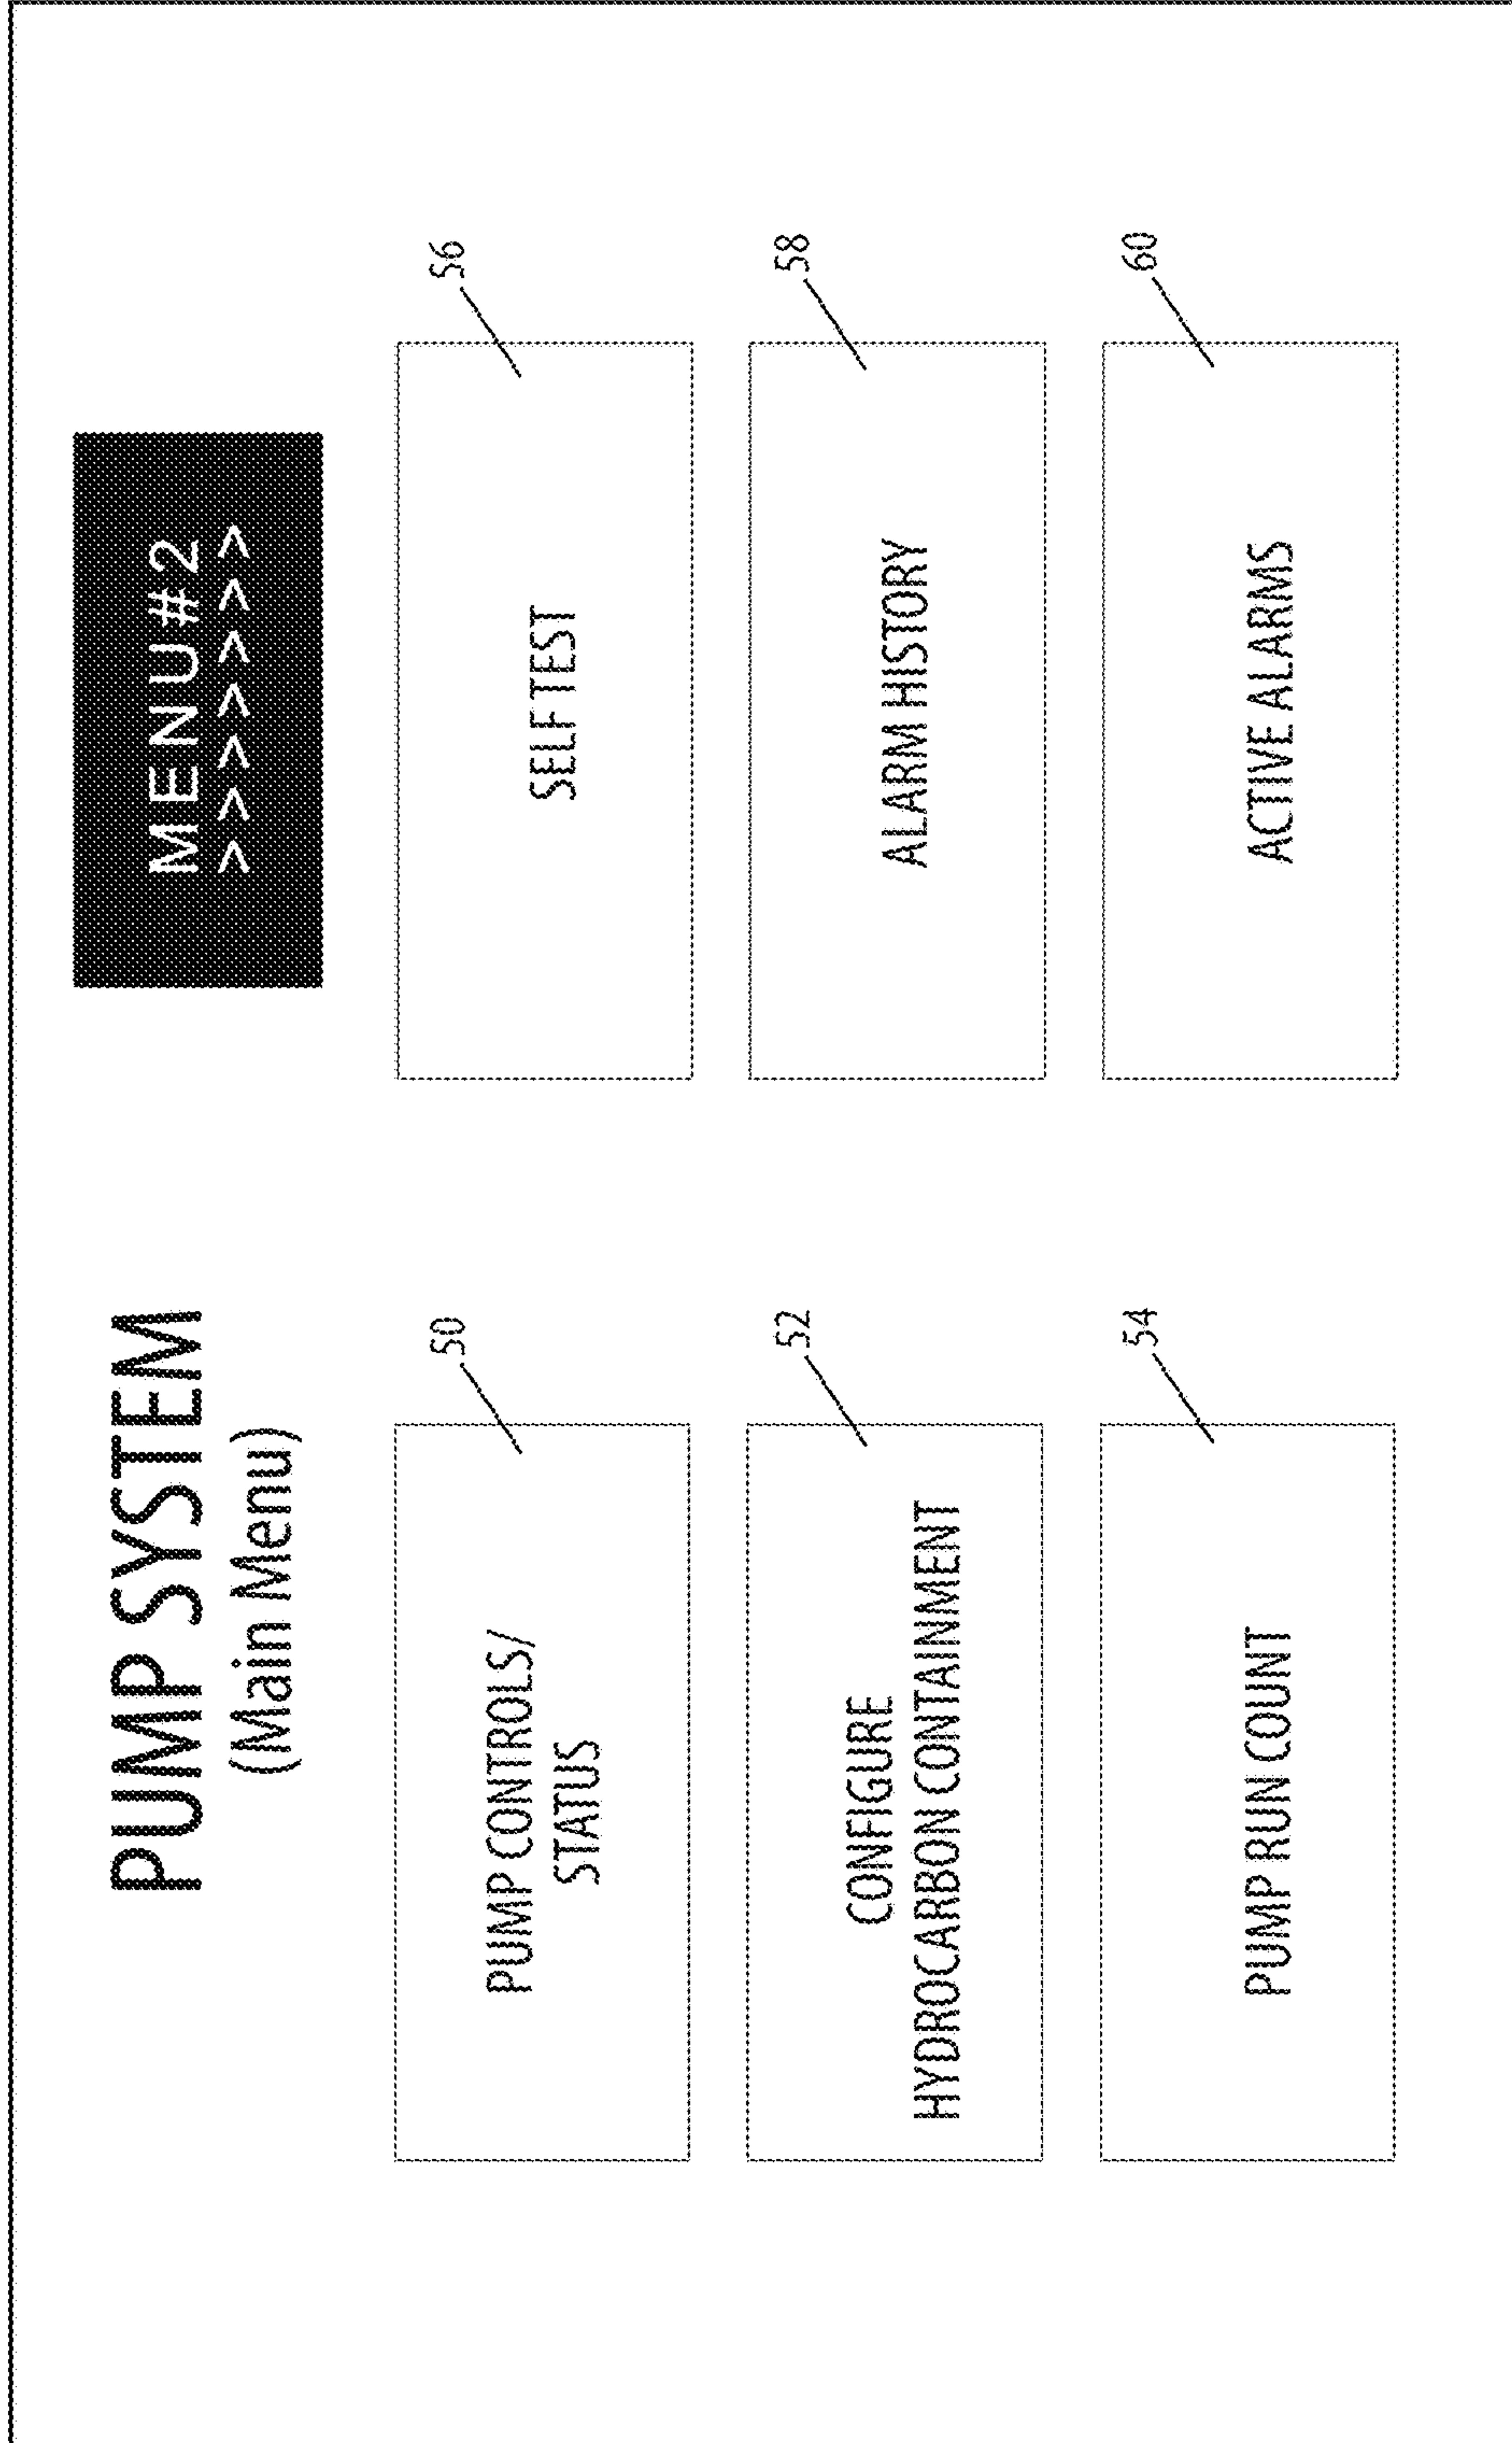 PUMP SYSTEM
(Main Menu)
MENU#2
>>>>>>>
50
PUMP CONTROLS/
STATUS
56
SELF TEST
52
CONFIGURE
HYDROCARBON CONTAINMENT
58
ALARM HISTORY
54
PUMP RUN COUNT
60
ACTIVE ALARMS